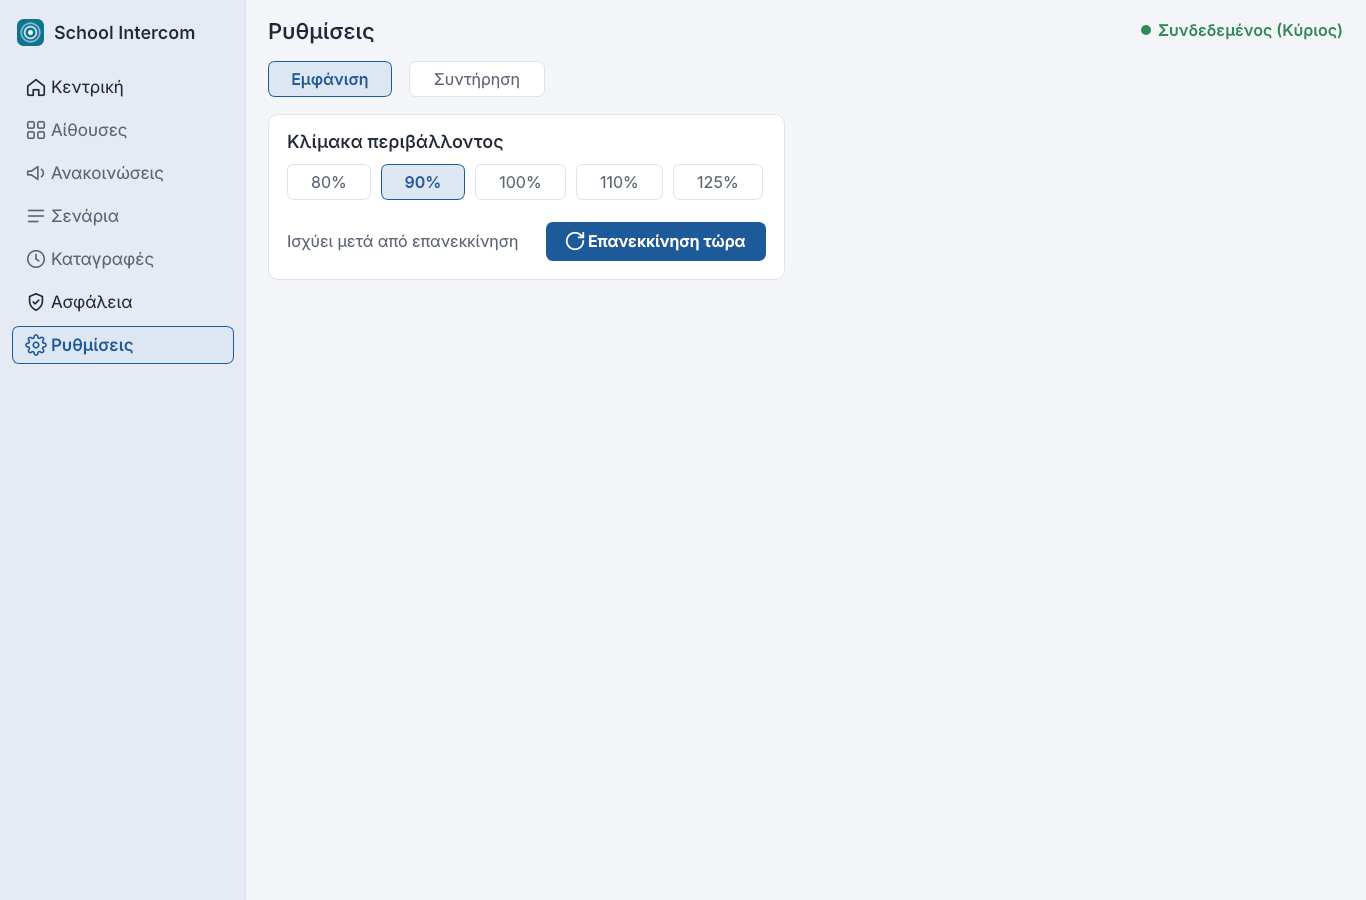 School Intercom
Κεντρική
Αίθουσες
Ανακοινώσεις
Σενάρια
Καταγραφές
Ασφάλεια
Ρυθμίσεις
Ρυθμίσεις
Συνδεδεμένος (Κύριος)
Εμφάνιση
Συντήρηση
Κλίμακα περιβάλλοντος
80%
90%
100%
110%
125%
Ισχύει μετά από επανεκκίνηση
Επανεκκίνηση τώρα